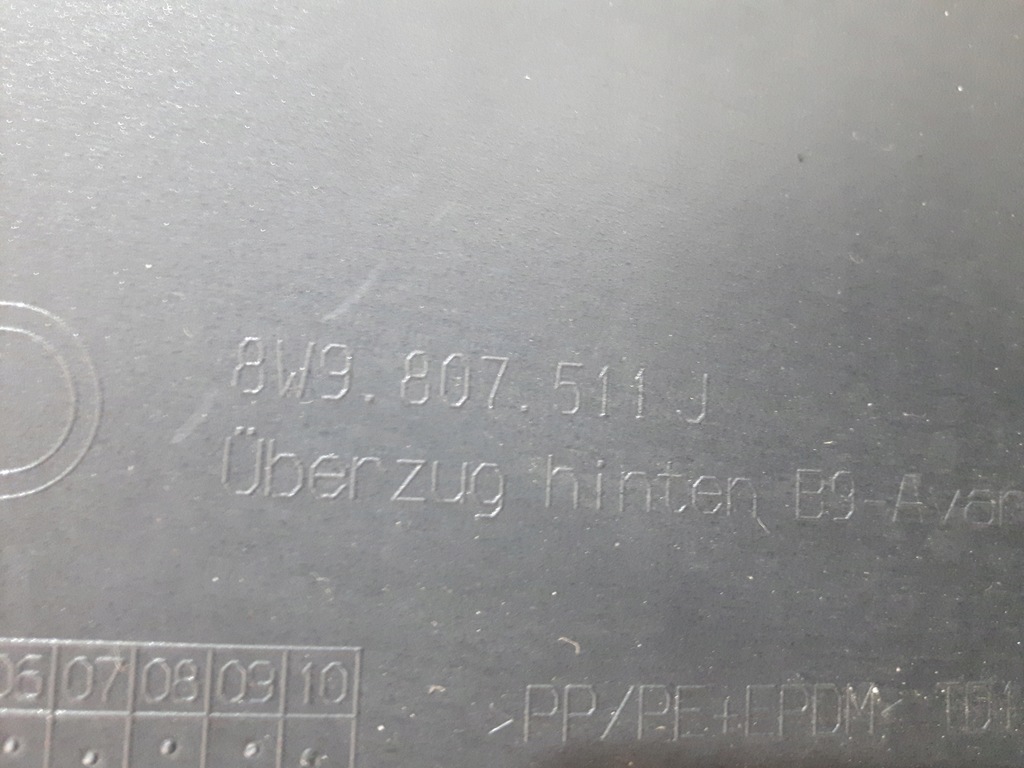 8W9.807.511 J
Überzug hinten B9-Avan
06 07 08 09 10
>PP/PE+EPDM<